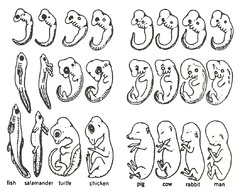 fish salamander turtle chicken pig cow rabbit man